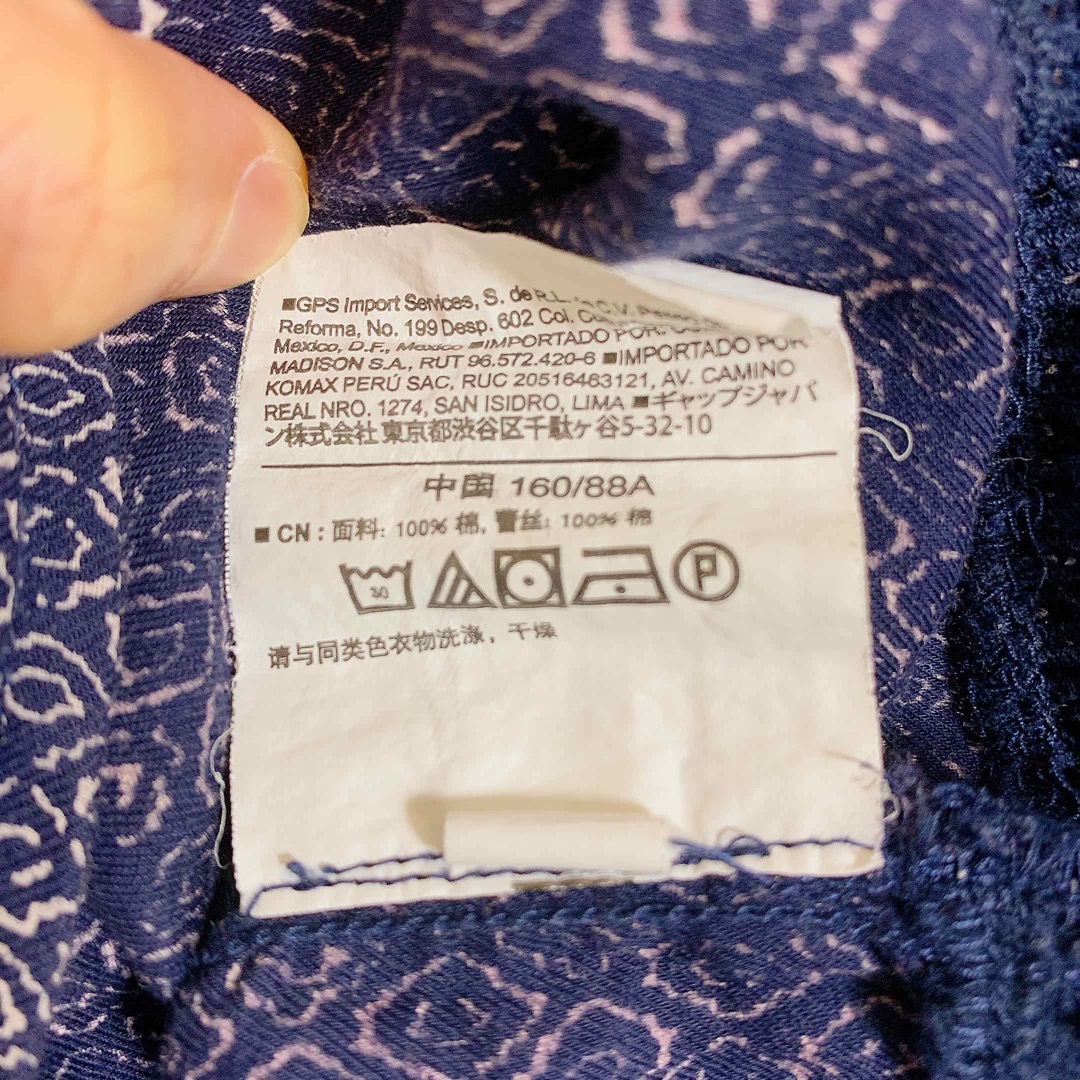 ■GPS Import Services, S. de R.L.
Reforma, No. 199 Desp. 602 Col.
Mexico, D.F., Mexico ■IMPORTADO POR:
MADISON S.A., RUT 96.572.420-6 ■IMPORTADO POR
KOMAX PERÚ SAC, RUC 20516463121, AV. CAMINO
REAL NRO. 1274, SAN ISIDRO, LIMA ■ギャップジャパ
ン株式会社 東京都渋谷区千駄ヶ谷5-32-10
中国 160/88A
■ CN : 面料: 100% 棉, 蕾丝: 100% 棉
30 P
请与同类色衣物洗涤, 干燥